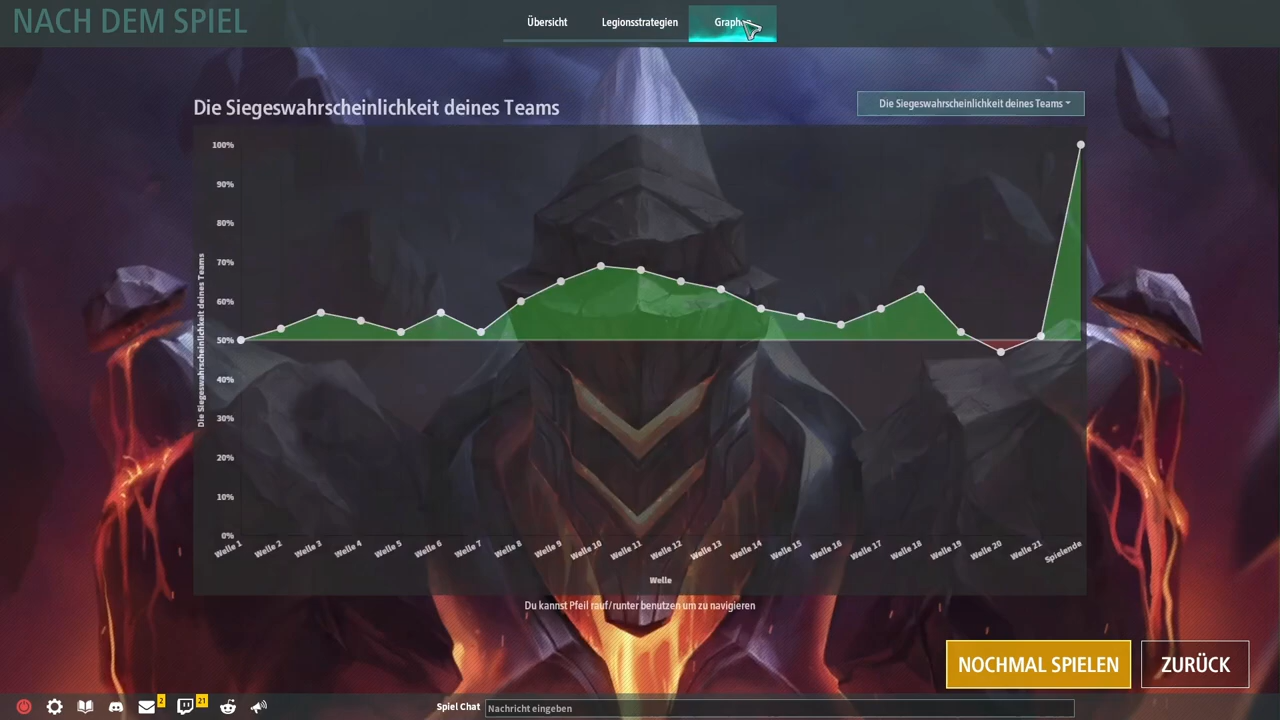 NACH DEM SPIEL
Übersicht
Legionsstrategien
Die Siegeswahrscheinlichkeit deines Teams
Die Siegeswahrscheinlichkeit deines Teams
100%
90%
80%
70%
60%
50%
40%
30%
20%
10%
0%
Die Siegeswahrscheinlichkeit deines Teams
Welle 1
Welle 2
Welle 3
Welle 4
Welle 5
Welle 6
Welle 7
Welle 8
Welle 9
Welle 10
Welle 11
Welle 12
Welle 13
Welle 14
Welle 15
Welle 16
Welle 17
Welle 18
Welle 19
Welle 20
Welle 21
Spielende
Welle
Du kannst Pfeil rauf/runter benutzen um zu navigieren
NOCHMAL SPIELEN
ZURÜCK
2
21
Spiel Chat
Nachricht eingeben